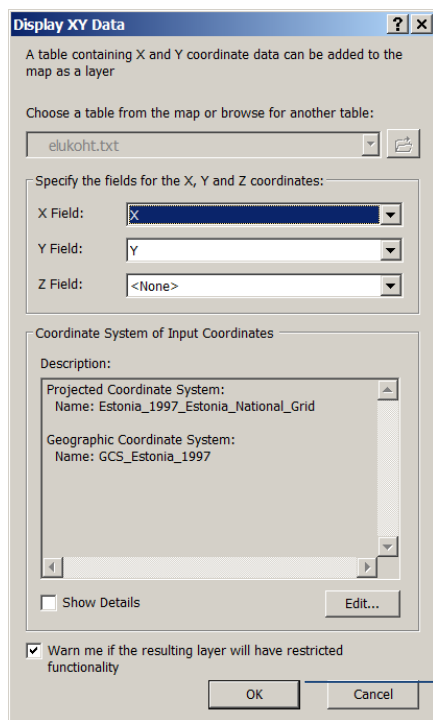 Display XY Data
A table containing X and Y coordinate data can be added to the
map as a layer
Choose a table from the map or browse for another table:
elukoht.txt
Specify the fields for the X, Y and Z coordinates:
X Field: X
Y Field: Y
Z Field: <None>
Coordinate System of Input Coordinates
Description:
Projected Coordinate System:
Name: Estonia_1997_Estonia_National_Grid
Geographic Coordinate System:
Name: GCS_Estonia_1997
Show Details Edit...
Warn me if the resulting layer will have restricted
functionality
OK Cancel